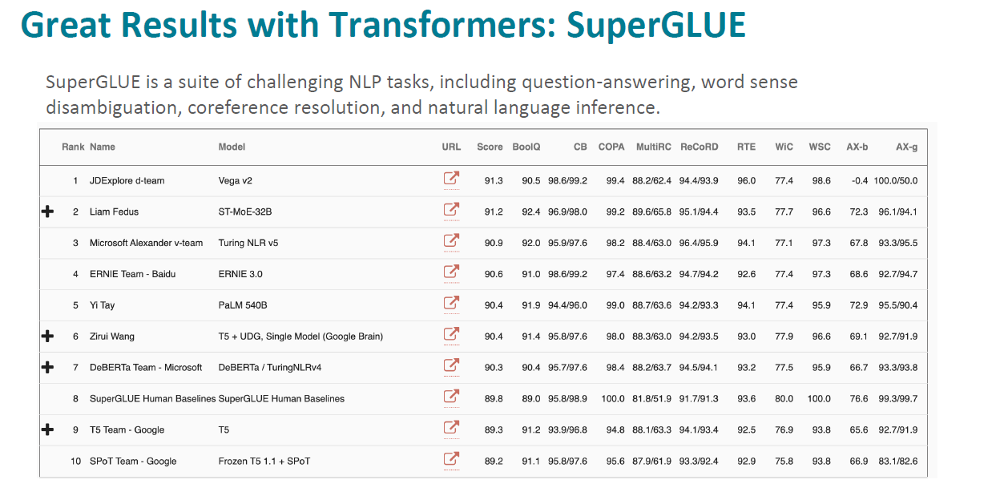 Great Results with Transformers: SuperGLUE
SuperGLUE is a suite of challenging NLP tasks, including question-answering, word sense
disambiguation, coreference resolution, and natural language inference.
Rank Name Model URL Score BoolQ CB COPA MultiRC ReCoRD RTE WiC WSC AX-b AX-g
1 JDExplore d-team Vega v2 91.3 90.5 98.6/99.2 99.4 88.2/62.4 94.4/93.9 96.0 77.4 98.6 -0.4 100.0/50.0
2 Liam Fedus ST-MoE-32B 91.2 92.4 96.9/98.0 99.2 89.6/65.8 95.1/94.4 93.5 77.7 96.6 72.3 96.1/94.1
3 Microsoft Alexander v-team Turing NLR v5 90.9 92.0 95.9/97.6 98.2 88.4/63.0 96.4/95.9 94.1 77.1 97.3 67.8 93.3/95.5
4 ERNIE Team - Baidu ERNIE 3.0 90.6 91.0 98.6/99.2 97.4 88.6/63.2 94.7/94.2 92.6 77.4 97.3 68.6 92.7/94.7
5 Yi Tay PaLM 540B 90.4 91.9 94.4/96.0 99.0 88.7/63.6 94.2/93.3 94.1 77.4 95.9 72.9 95.5/90.4
6 Zirui Wang T5 + UDG, Single Model (Google Brain) 90.4 91.4 95.8/97.6 98.0 88.3/63.0 94.2/93.5 93.0 77.9 96.6 69.1 92.7/91.9
7 DeBERTa Team - Microsoft DeBERTa / TuringNLRv4 90.3 90.4 95.7/97.6 98.4 88.2/63.7 94.5/94.1 93.2 77.5 95.9 66.7 93.3/93.8
8 SuperGLUE Human Baselines SuperGLUE Human Baselines 89.8 89.0 95.8/98.9 100.0 81.8/51.9 91.7/91.3 93.6 80.0 100.0 76.6 99.3/99.7
9 T5 Team - Google T5 89.3 91.2 93.9/96.8 94.8 88.1/63.3 94.1/93.4 92.5 76.9 93.8 65.6 92.7/91.9
10 SPoT Team - Google Frozen T5 1.1 + SPoT 89.2 91.1 95.8/97.6 95.6 87.9/61.9 93.3/92.4 92.9 75.8 93.8 66.9 83.1/82.6